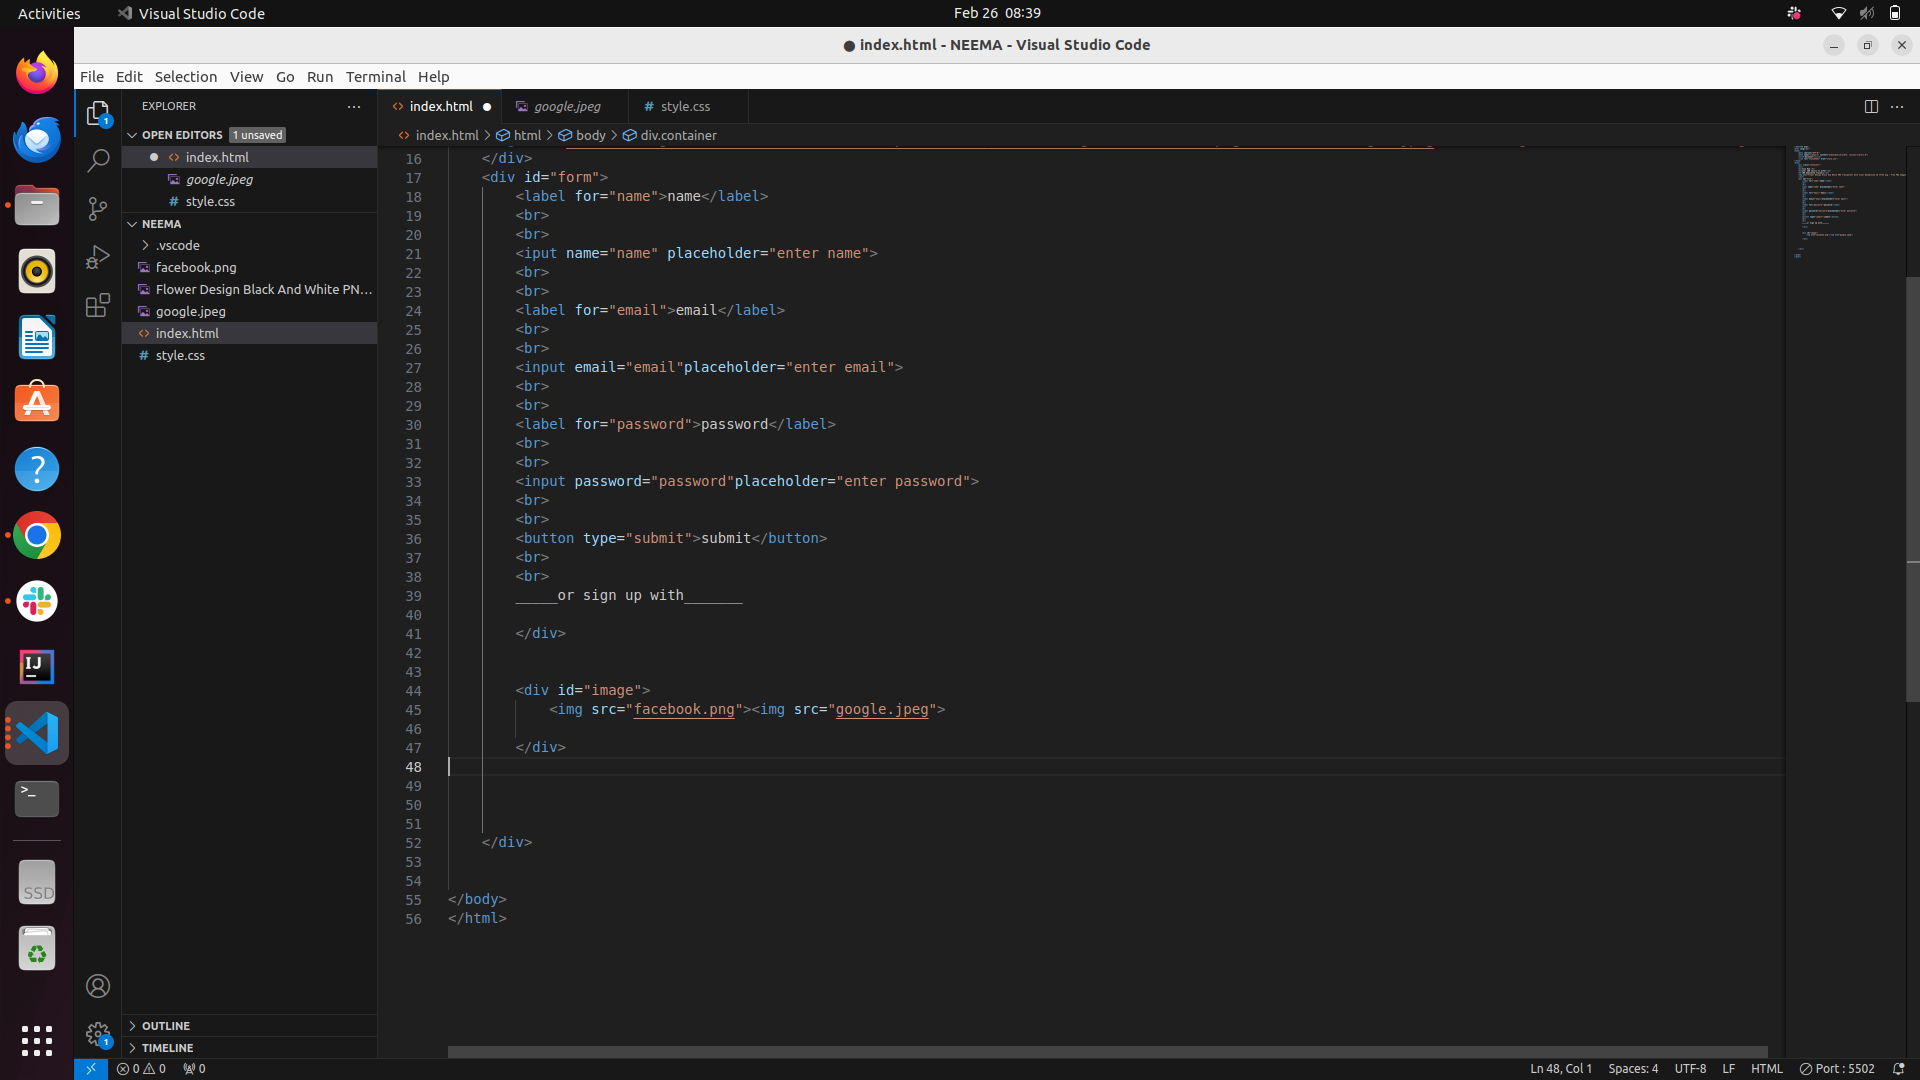 Activities
Visual Studio Code
Feb 26 08:39
index.html - NEEMA - Visual Studio Code
File Edit Selection View Go Run Terminal Help
EXPLORER
index.html
google.jpeg
style.css
OPEN EDITORS 1 unsaved
index.html > html > body > div.container
index.html
google.jpeg
style.css
NEEMA
.vscode
facebook.png
Flower Design Black And White PN...
google.jpeg
index.html
style.css
OUTLINE
TIMELINE
1
1
SSD
16 </div>
17 <div id="form">
18 <label for="name">name</label>
19 <br>
20 <br>
21 <iput name="name" placeholder="enter name">
22 <br>
23 <br>
24 <label for="email">email</label>
25 <br>
26 <br>
27 <input email="email"placeholder="enter email">
28 <br>
29 <br>
30 <label for="password">password</label>
31 <br>
32 <br>
33 <input password="password"placeholder="enter password">
34 <br>
35 <br>
36 <button type="submit">submit</button>
37 <br>
38 <br>
39 _____or sign up with_______
40
41 </div>
42
43
44 <div id="image">
45 <img src="facebook.png"><img src="google.jpeg">
46
47 </div>
48
49
50
51
52 </div>
53
54
55 </body>
56 </html>
0 0 0
Ln 48, Col 1 Spaces: 4 UTF-8 LF HTML Port : 5502